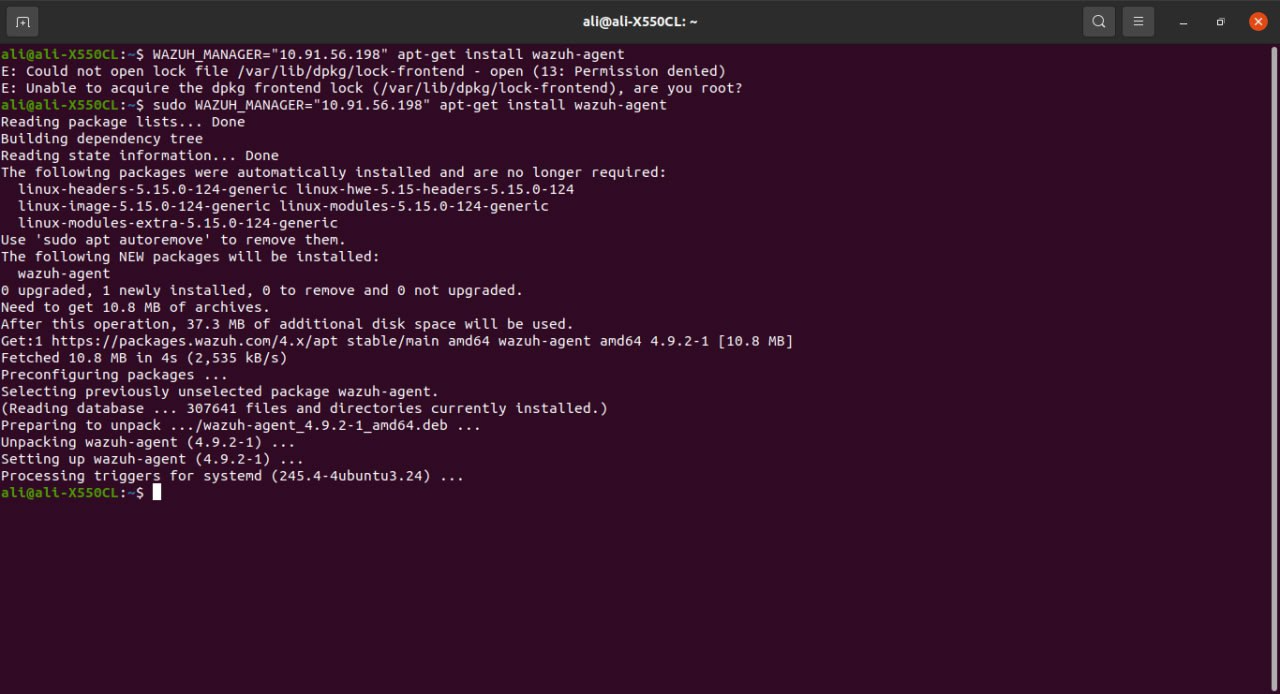 ali@ali-X550CL: ~
ali@ali-X550CL:~$ WAZUH_MANAGER="10.91.56.198" apt-get install wazuh-agent
E: Could not open lock file /var/lib/dpkg/lock-frontend - open (13: Permission denied)
E: Unable to acquire the dpkg frontend lock (/var/lib/dpkg/lock-frontend), are you root?
ali@ali-X550CL:~$ sudo WAZUH_MANAGER="10.91.56.198" apt-get install wazuh-agent
Reading package lists... Done
Building dependency tree
Reading state information... Done
The following packages were automatically installed and are no longer required:
  linux-headers-5.15.0-124-generic linux-hwe-5.15-headers-5.15.0-124
  linux-image-5.15.0-124-generic linux-modules-5.15.0-124-generic
  linux-modules-extra-5.15.0-124-generic
Use 'sudo apt autoremove' to remove them.
The following NEW packages will be installed:
  wazuh-agent
0 upgraded, 1 newly installed, 0 to remove and 0 not upgraded.
Need to get 10.8 MB of archives.
After this operation, 37.3 MB of additional disk space will be used.
Get:1 https://packages.wazuh.com/4.x/apt stable/main amd64 wazuh-agent amd64 4.9.2-1 [10.8 MB]
Fetched 10.8 MB in 4s (2,535 kB/s)
Preconfiguring packages ...
Selecting previously unselected package wazuh-agent.
(Reading database ... 307641 files and directories currently installed.)
Preparing to unpack .../wazuh-agent_4.9.2-1_amd64.deb ...
Unpacking wazuh-agent (4.9.2-1) ...
Setting up wazuh-agent (4.9.2-1) ...
Processing triggers for systemd (245.4-4ubuntu3.24) ...
ali@ali-X550CL:~$